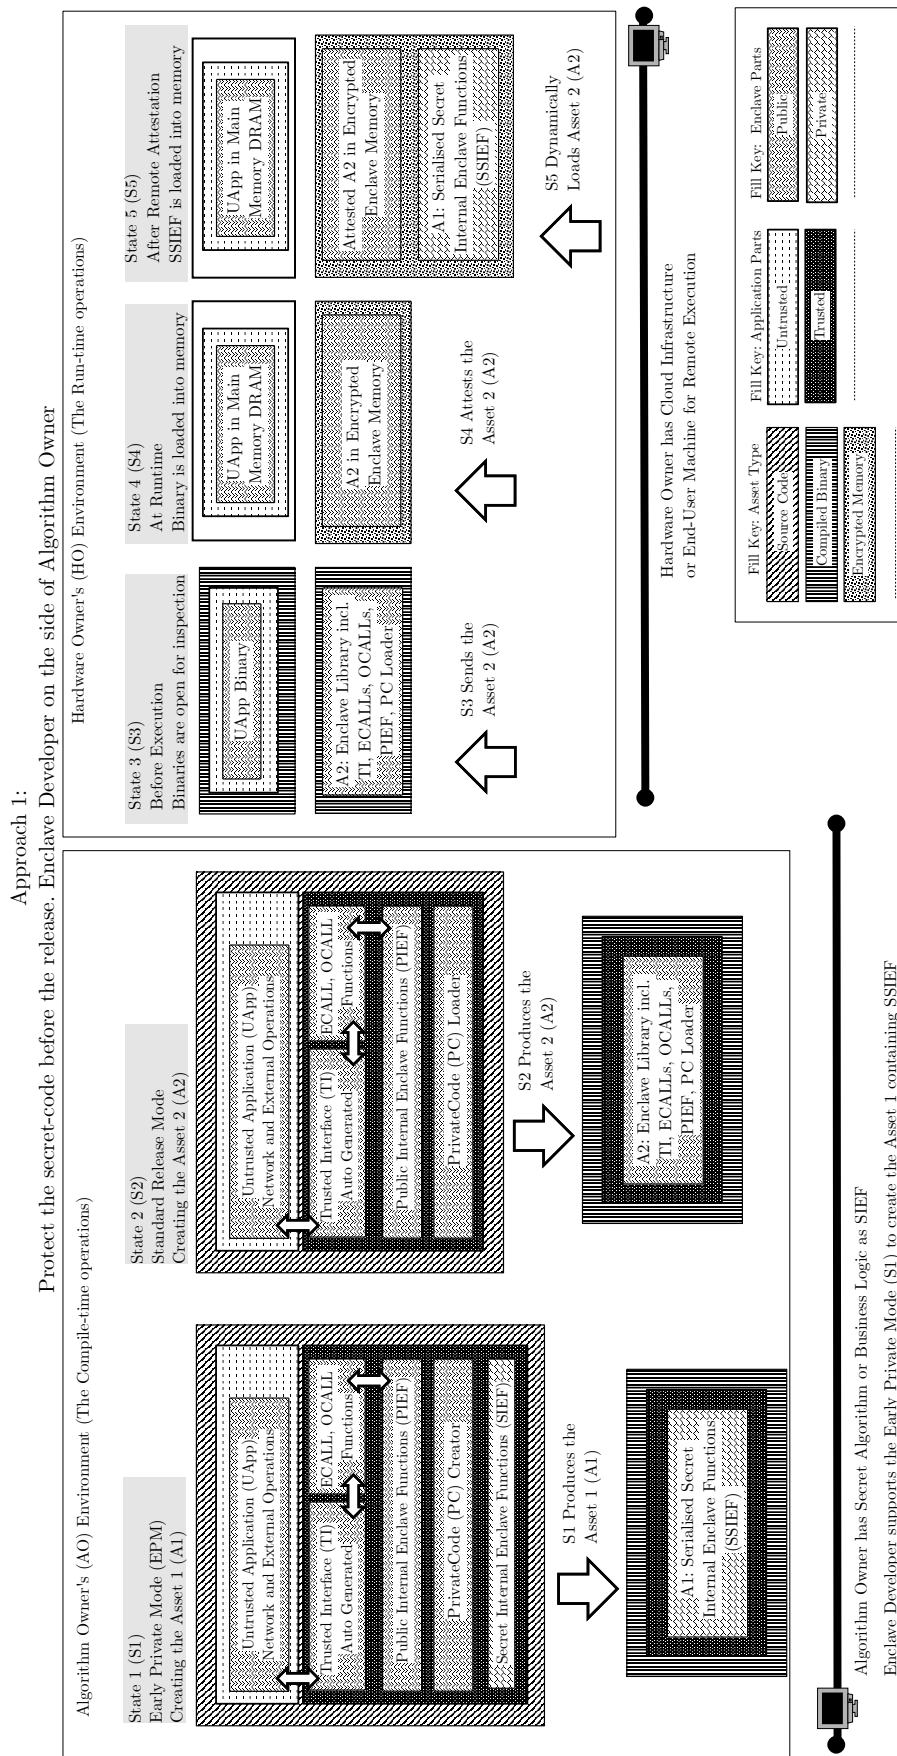 Approach 1:
Protect the secret-code before the release. Enclave Developer on the side of Algorithm Owner
Algorithm Owner's (AO) Environment (The Compile-time operations)
State 1 (S1)
Early Private Mode (EPM)
Creating the Asset 1 (A1)
Untrusted Application (UApp)
Network and External Operations
Trusted Interface (TI)
Auto Generated
ECALL, OCALL
Functions
Public Internal Enclave Functions (PIEF)
PrivateCode (PC) Creator
Secret Internal Enclave Functions (SIEF)
S1 Produces the
Asset 1 (A1)
A1: Serialised Secret
Internal Enclave Functions
(SSIEF)
State 2 (S2)
Standard Release Mode
Creating the Asset 2 (A2)
Untrusted Application (UApp)
Network and External Operations
Trusted Interface (TI)
Auto Generated
ECALL, OCALL
Functions
Public Internal Enclave Functions (PIEF)
PrivateCode (PC) Loader
S2 Produces the
Asset 2 (A2)
A2: Enclave Library incl.
TI, ECALLs, OCALLs,
PIEF, PC Loader
Hardware Owner's (HO) Environment (The Run-time operations)
State 3 (S3)
Before Execution
Binaries are open for inspection
UApp Binary
A2: Enclave Library incl.
TI, ECALLs, OCALLs,
PIEF, PC Loader
S3 Sends the
Asset 2 (A2)
State 4 (S4)
At Runtime
Binary is loaded into memory
UApp in Main
Memory DRAM
A2 in Encrypted
Enclave Memory
S4 Attests the
Asset 2 (A2)
State 5 (S5)
After Remote Attestation
SSIEF is loaded into memory
UApp in Main
Memory DRAM
Attested A2 in Encrypted
Enclave Memory
A1: Serialised Secret
Internal Enclave Functions
(SSIEF)
S5 Dynamically
Loads Asset 2 (A2)
Algorithm Owner has Secret Algorithm or Business Logic as SIEF
Enclave Developer supports the Early Private Mode (S1) to create the Asset 1 containing SSIEF
Hardware Owner has Cloud Infrastructure
or End-User Machine for Remote Execution
Fill Key: Asset Type
Source Code
Compiled Binary
Encrypted Memory
Fill Key: Application Parts
Untrusted
Trusted
Fill Key: Enclave Parts
Public
Private